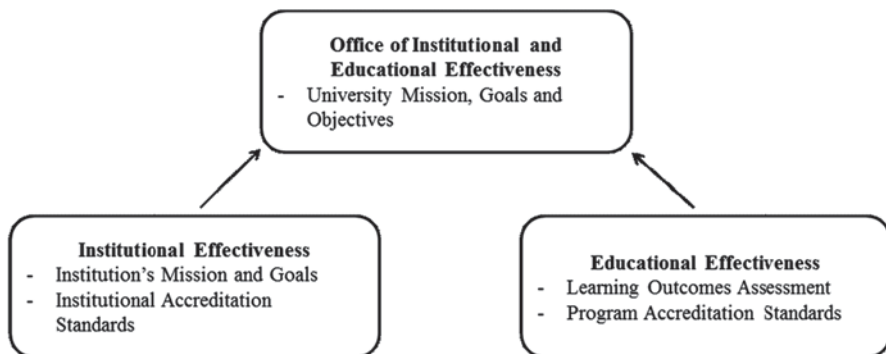 Office of Institutional and
Educational Effectiveness
- University Mission, Goals and
Objectives
Institutional Effectiveness
- Institution's Mission and Goals
- Institutional Accreditation
Standards
Educational Effectiveness
- Learning Outcomes Assessment
- Program Accreditation Standards